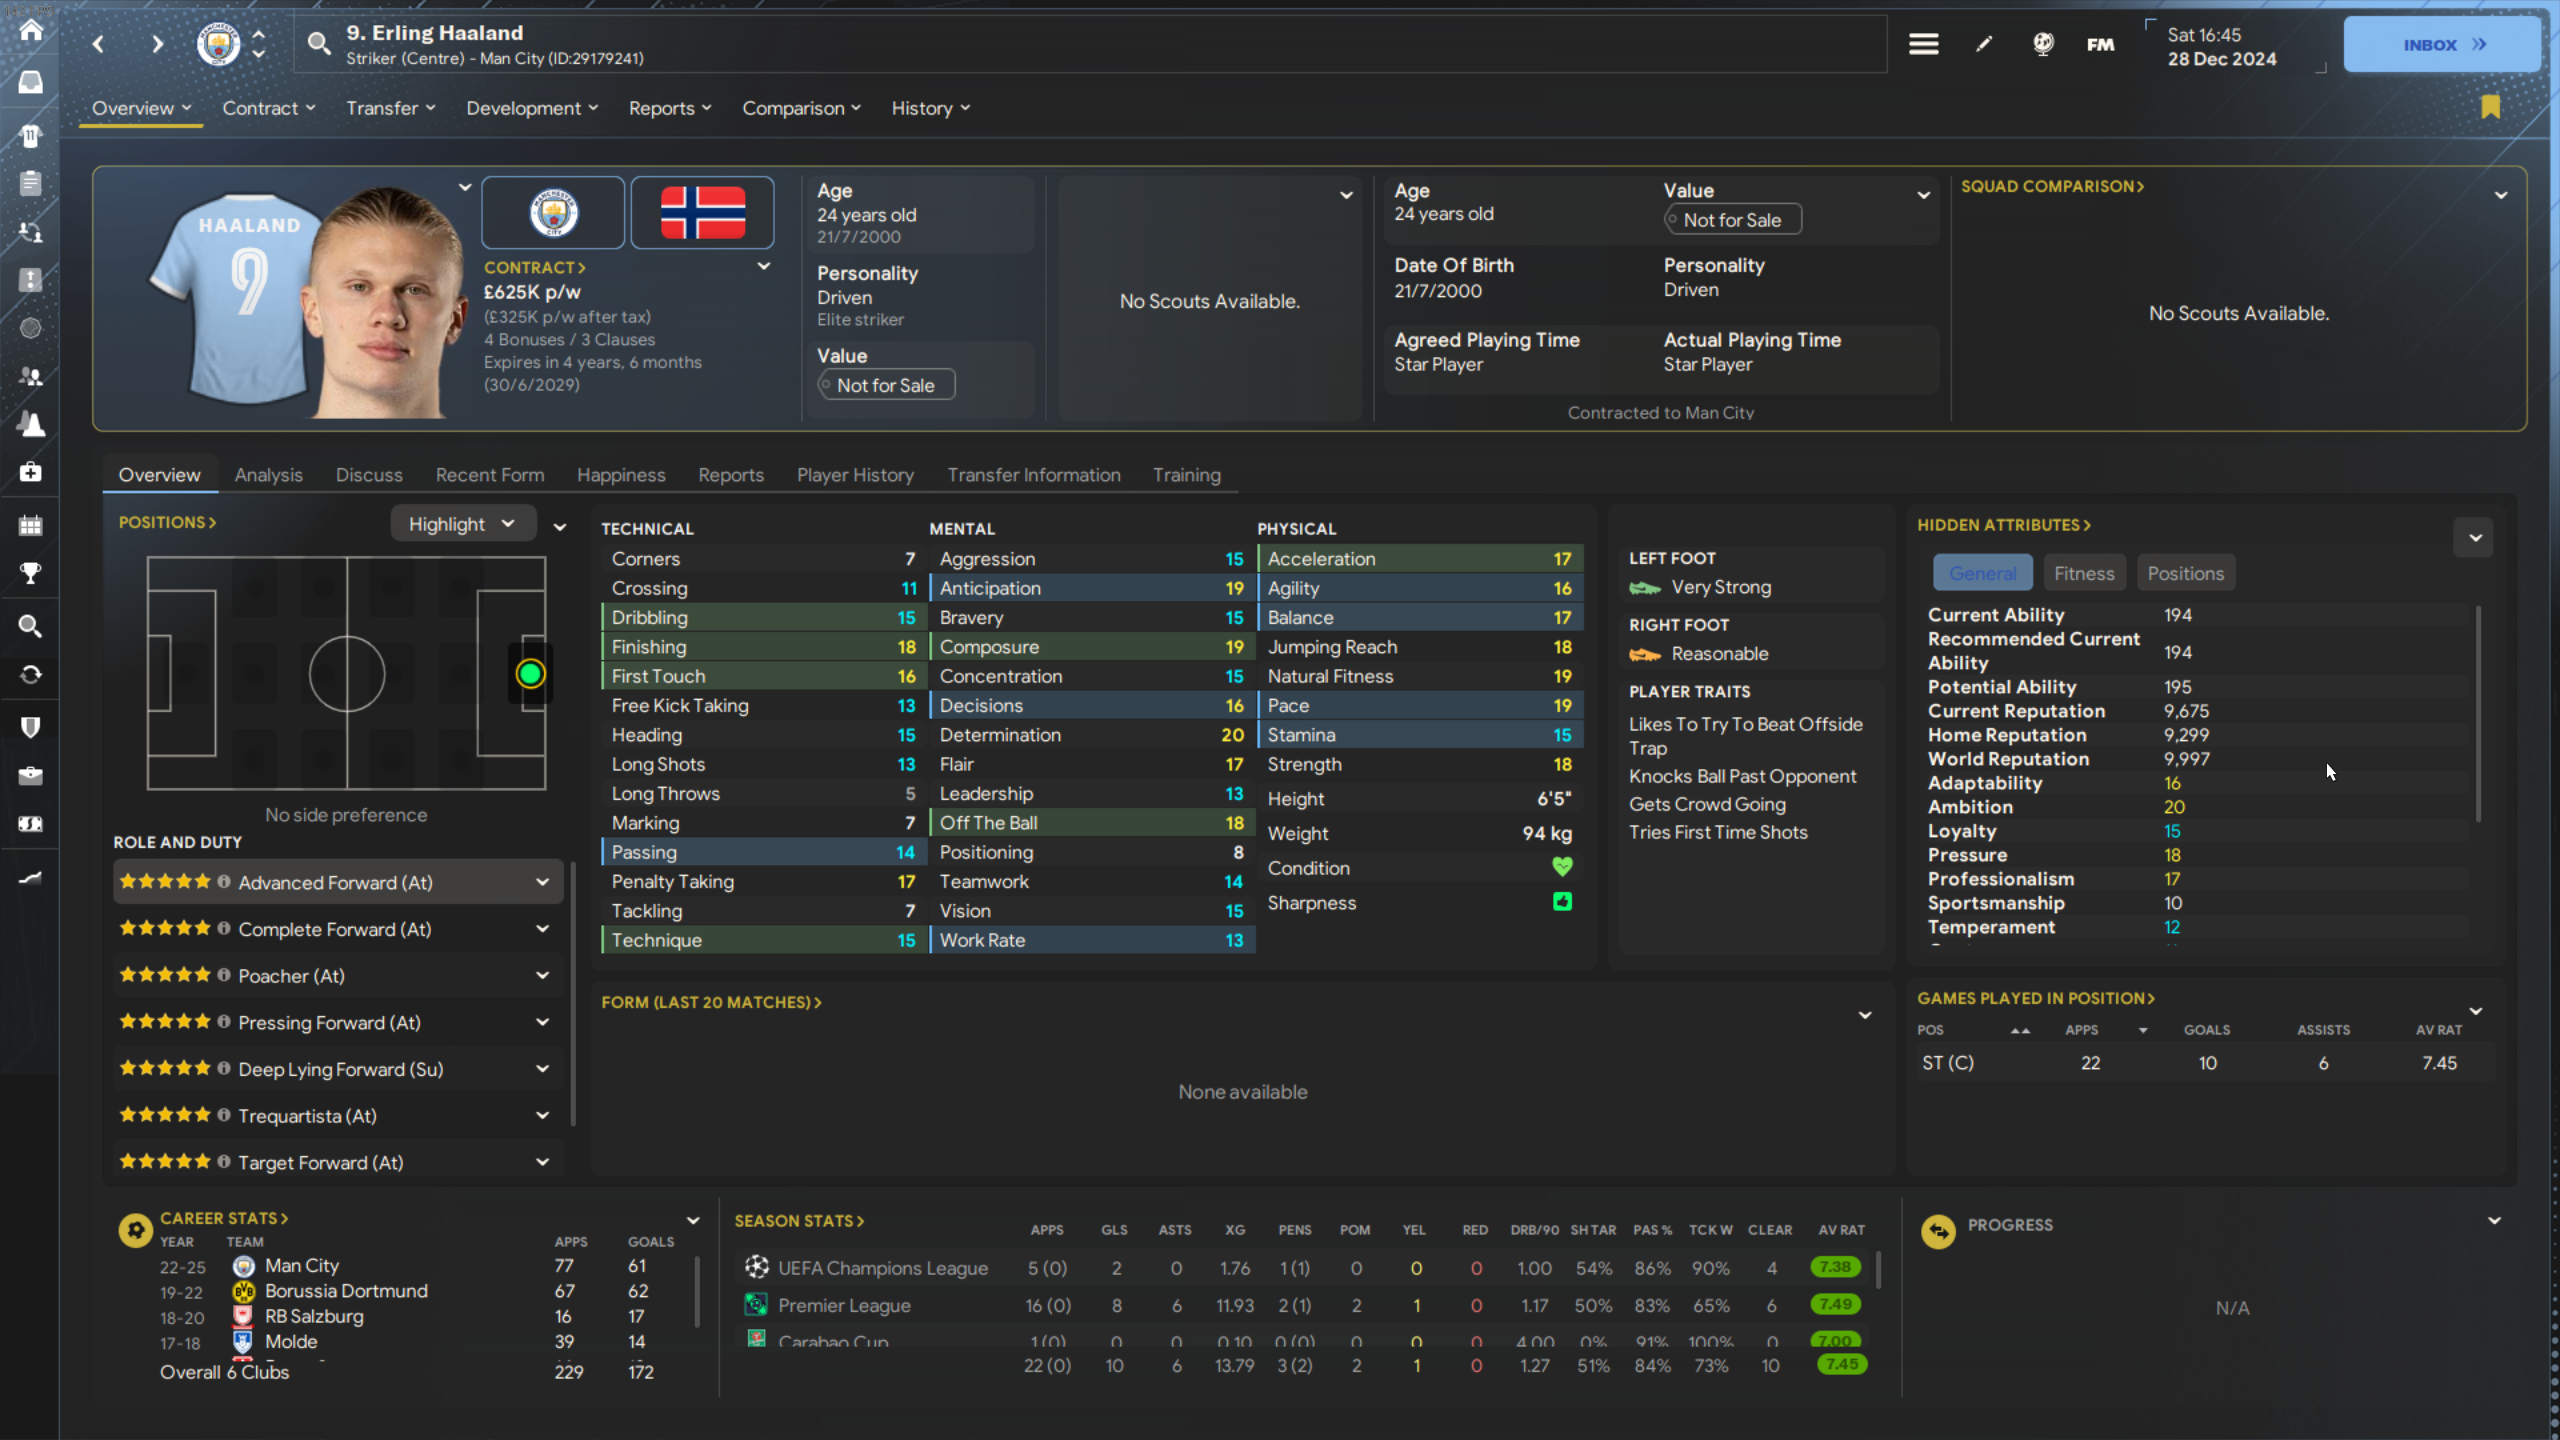 9. Erling Haaland
Striker (Centre) - Man City (ID:29179241)
FM
Sat 16:45
28 Dec 2024
INBOX
Overview
Contract
Transfer
Development
Reports
Comparison
History
HAALAND
9
CONTRACT>
£625K p/w
(£325K p/w after tax)
4 Bonuses / 3 Clauses
Expires in 4 years, 6 months
(30/6/2029)
Age
24 years old
21/7/2000
Personality
Driven
Elite striker
Value
Not for Sale
No Scouts Available.
Age
24 years old
Value
Not for Sale
Date Of Birth
21/7/2000
Personality
Driven
Agreed Playing Time
Star Player
Actual Playing Time
Star Player
Contracted to Man City
SQUAD COMPARISON>
No Scouts Available.
Overview
Analysis
Discuss
Recent Form
Happiness
Reports
Player History
Transfer Information
Training
POSITIONS>
Highlight
No side preference
ROLE AND DUTY
Advanced Forward (At)
Complete Forward (At)
Poacher (At)
Pressing Forward (At)
Deep Lying Forward (Su)
Trequartista (At)
Target Forward (At)
TECHNICAL
Corners 7
Crossing 11
Dribbling 15
Finishing 18
First Touch 16
Free Kick Taking 13
Heading 15
Long Shots 13
Long Throws 5
Marking 7
Passing 14
Penalty Taking 17
Tackling 7
Technique 15
MENTAL
Aggression 15
Anticipation 19
Bravery 15
Composure 19
Concentration 15
Decisions 16
Determination 20
Flair 17
Leadership 13
Off The Ball 18
Positioning 8
Teamwork 14
Vision 15
Work Rate 13
PHYSICAL
Acceleration 17
Agility 16
Balance 17
Jumping Reach 18
Natural Fitness 19
Pace 19
Stamina 15
Strength 18
Height 6'5"
Weight 94 kg
Condition
Sharpness
LEFT FOOT
Very Strong
RIGHT FOOT
Reasonable
PLAYER TRAITS
Likes To Try To Beat Offside
Trap
Knocks Ball Past Opponent
Gets Crowd Going
Tries First Time Shots
HIDDEN ATTRIBUTES>
General
Fitness
Positions
Current Ability 194
Recommended Current
Ability 194
Potential Ability 195
Current Reputation 9,675
Home Reputation 9,299
World Reputation 9,997
Adaptability 16
Ambition 20
Loyalty 15
Pressure 18
Professionalism 17
Sportsmanship 10
Temperament 12
FORM (LAST 20 MATCHES)>
None available
GAMES PLAYED IN POSITION>
POS APPS GOALS ASSISTS AV RAT
ST (C) 22 10 6 7.45
CAREER STATS>
YEAR TEAM APPS GOALS
22-25 Man City 77 61
19-22 Borussia Dortmund 67 62
18-20 RB Salzburg 16 17
17-18 Molde 39 14
Overall 6 Clubs 229 172
SEASON STATS> APPS GLS ASTS XG PENS POM YEL RED DRB/90 SH TAR PAS % TCK W CLEAR AV RAT
UEFA Champions League 5 (0) 2 0 1.76 1 (1) 0 0 0 1.00 54% 86% 90% 4 7.38
Premier League 16 (0) 8 6 11.93 2 (1) 2 1 0 1.17 50% 83% 65% 6 7.49
Carabao Cup 1 (0) 0 0 0.10 0 (0) 0 0 0 4.00 0% 91% 100% 0 7.00
22 (0) 10 6 13.79 3 (2) 2 1 0 1.27 51% 84% 73% 10 7.45
PROGRESS
N/A